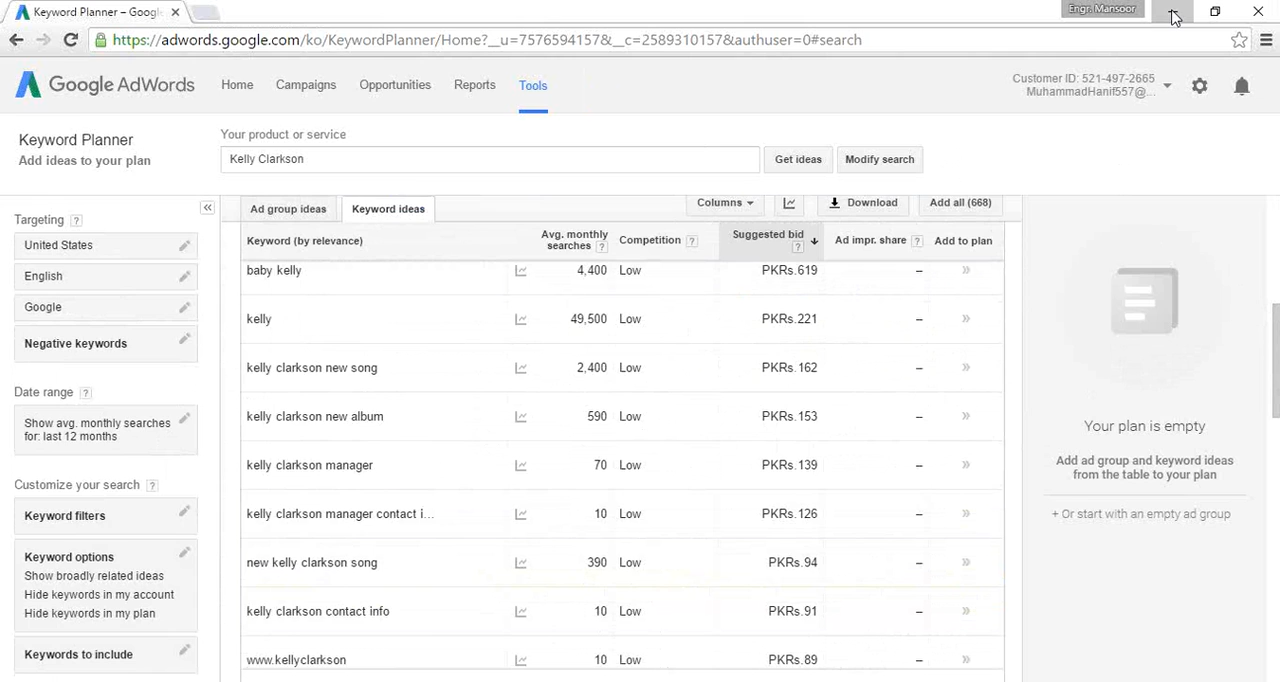 Keyword Planner – Google
Engr. Mansoor
https://adwords.google.com/ko/KeywordPlanner/Home?__u=7576594157&__c=2589310157&authuser=0#search
Google AdWords
Home
Campaigns
Opportunities
Reports
Tools
Customer ID: 521-497-2665
MuhammadHanif557@...
Keyword Planner
Add ideas to your plan
Your product or service
Kelly Clarkson
Get ideas
Modify search
Targeting ?
United States
English
Google
Negative keywords
Date range ?
Show avg. monthly searches
for: last 12 months
Customize your search ?
Keyword filters
Keyword options
Show broadly related ideas
Hide keywords in my account
Hide keywords in my plan
Keywords to include
Ad group ideas
Keyword ideas
Columns
Download
Add all (668)
Keyword (by relevance)
Avg. monthly
searches ?
Competition ?
Suggested bid
?
Ad impr. share ?
Add to plan
baby kelly 4,400 Low PKRs.619 – »
kelly 49,500 Low PKRs.221 – »
kelly clarkson new song 2,400 Low PKRs.162 – »
kelly clarkson new album 590 Low PKRs.153 – »
kelly clarkson manager 70 Low PKRs.139 – »
kelly clarkson manager contact i... 10 Low PKRs.126 – »
new kelly clarkson song 390 Low PKRs.94 – »
kelly clarkson contact info 10 Low PKRs.91 – »
www.kellyclarkson 10 Low PKRs.89 – »
Your plan is empty
Add ad group and keyword ideas
from the table to your plan
+ Or start with an empty ad group